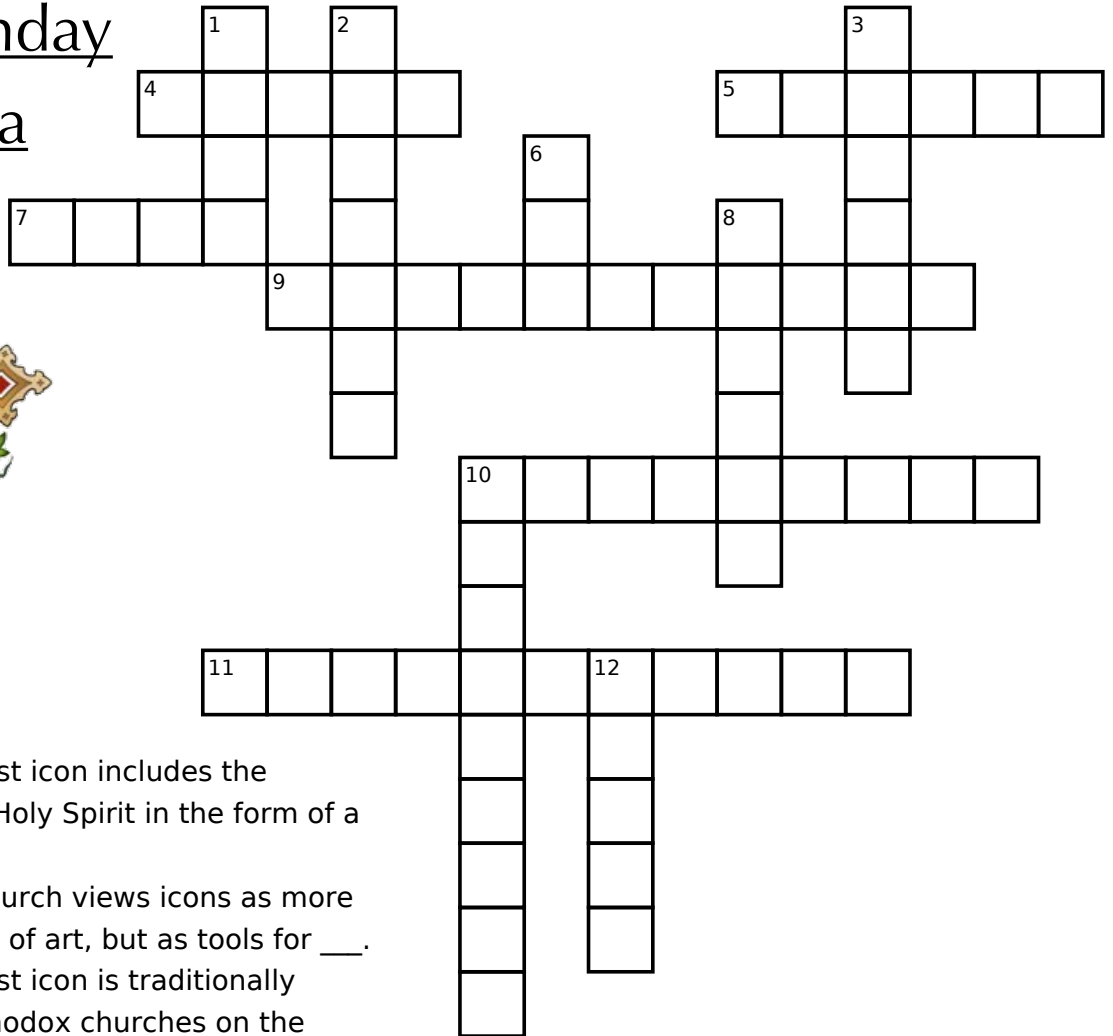 nday
a
1 2 3
4 5
6
7 8
9
10
11 12
st icon includes the
Holy Spirit in the form of a
urch views icons as more
of art, but as tools for ___.
st icon is traditionally
hodox churches on the